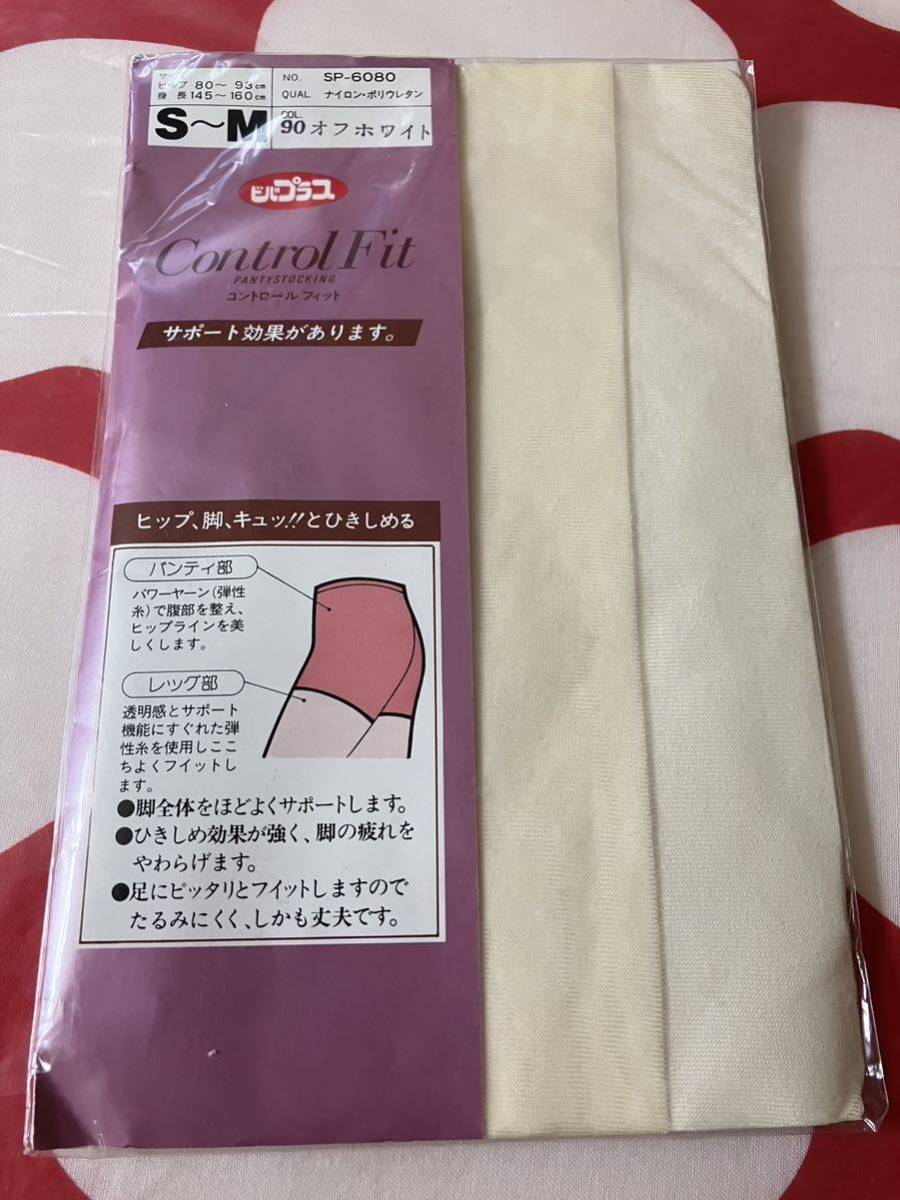 サイズ
ヒップ 80～93cm
身長 145～160cm
S～M
NO. SP-6080
QUAL. ナイロン・ポリウレタン
COL.
90 オフホワイト
ビバプラス
Control Fit
PANTYSTOCKING
コントロール フィット
サポート効果があります。
ヒップ、脚、キュッ!!とひきしめる
パンティ部
パワーヤーン（弾性
糸）で腹部を整え、
ヒップラインを美
しくします。
レッグ部
透明感とサポート
機能にすぐれた弾
性糸を使用しここ
ちよくフイットし
ます。
●脚全体をほどよくサポートします。
●ひきしめ効果が強く、脚の疲れを
やわらげます。
●足にピッタリとフイットしますので
たるみにくく、しかも丈夫です。